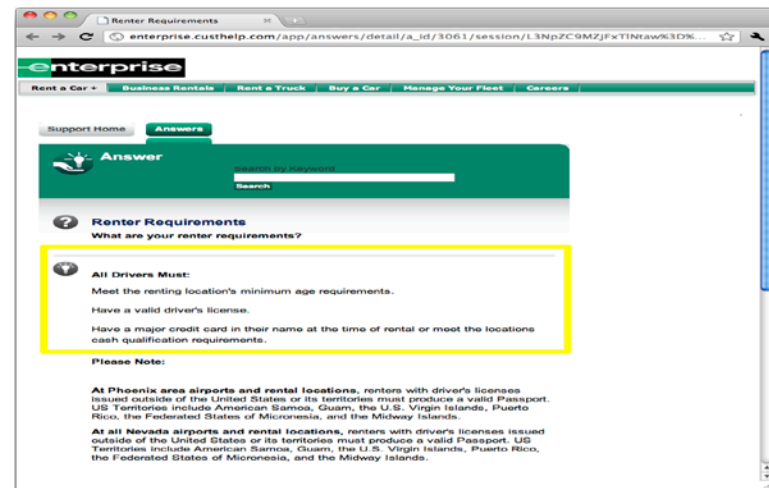 Renter Requirements
enterprise.custhelp.com/app/answers/detail/a_id/3061/session/L3NpZC9MZJFxTlNtaw%3D%...
enterprise
Rent a Car + Business Rentals Rent a Truck Buy a Car Manage Your Fleet Careers
Support Home Answers
Answer
Search by Keyword
Search
Renter Requirements
What are your renter requirements?
All Drivers Must:
Meet the renting location's minimum age requirements.
Have a valid driver's license.
Have a major credit card in their name at the time of rental or meet the locations
cash qualification requirements.
Please Note:
At Phoenix area airports and rental locations, renters with driver's licenses
issued outside of the United States or its territories must produce a valid Passport.
US Territories include American Samoa, Guam, the U.S. Virgin Islands, Puerto
Rico, the Federated States of Micronesia, and the Midway Islands.
At all Nevada airports and rental locations, renters with driver's licenses issued
outside of the United States or its territories must produce a valid Passport. US
Territories include American Samoa, Guam, the U.S. Virgin Islands, Puerto Rico,
the Federated States of Micronesia, and the Midway Islands.